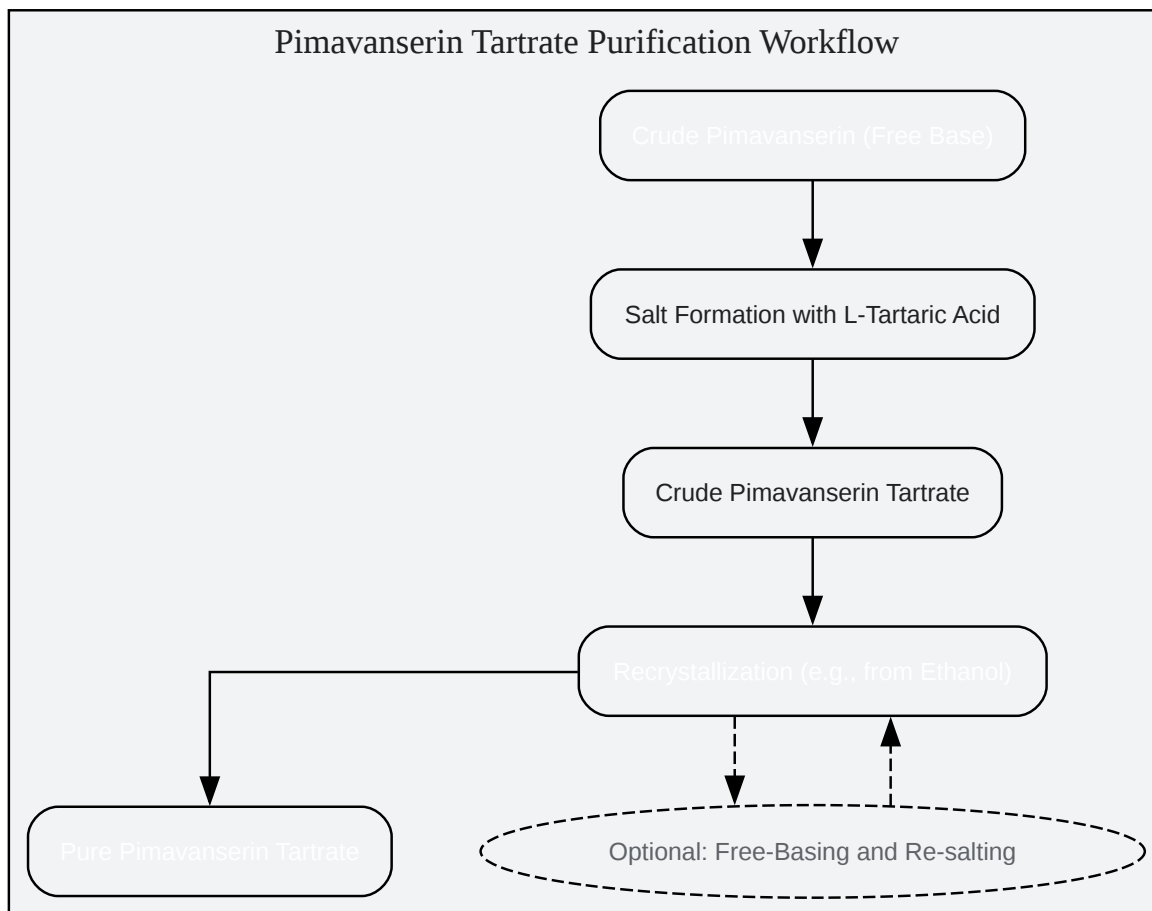 Pimavanserin Tartrate Purification Workflow
Crude Pimavanserin (Free Base)
Salt Formation with L-Tartaric Acid
Crude Pimavanserin Tartrate
Recrystallization (e.g., from Ethanol)
Pure Pimavanserin Tartrate
Optional: Free-Basing and Re-salting